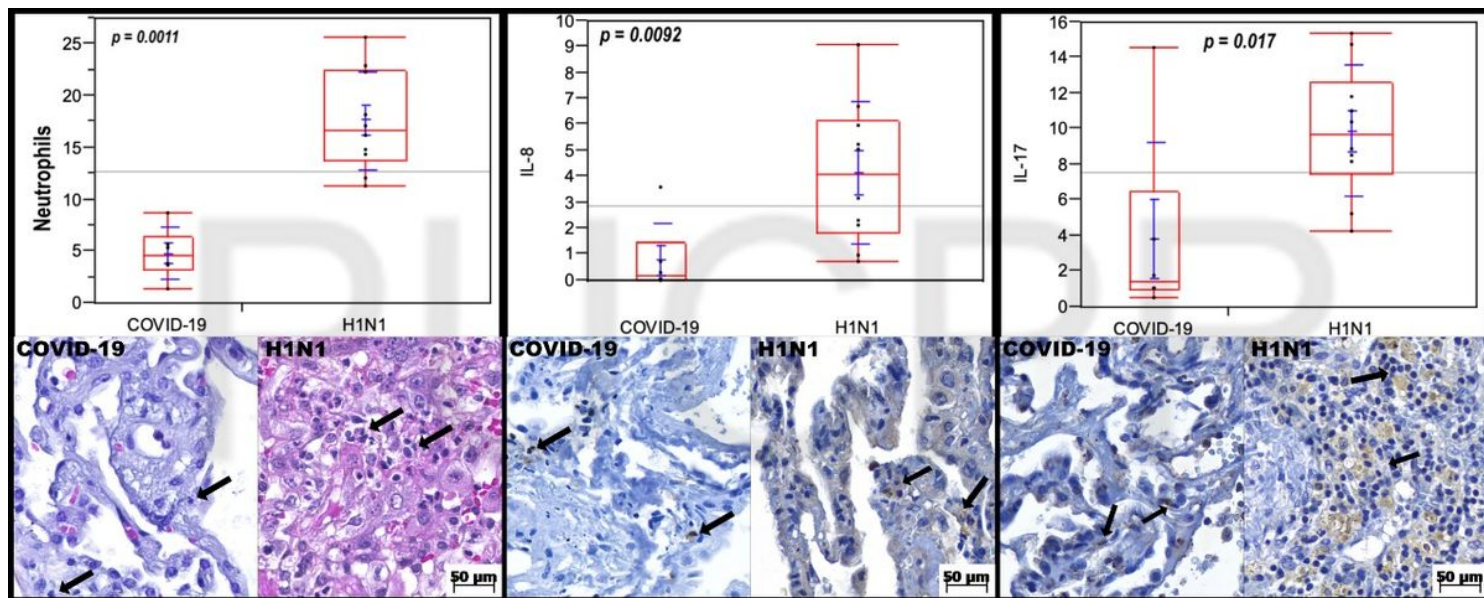 p = 0.0011
Neutrophils
25
20
15
10
5
0
COVID-19 H1N1
p = 0.0092
IL-8
10
9
8
7
6
5
4
3
2
1
0
COVID-19 H1N1
p = 0.017
IL-17
16
14
12
10
8
6
4
2
0
COVID-19 H1N1
COVID-19 H1N1
50 µm
COVID-19 H1N1
50 µm
COVID-19 H1N1
50 µm